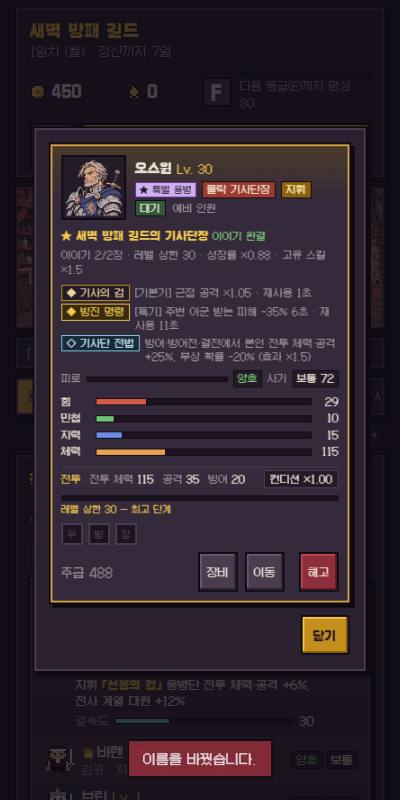 새벽 방패 길드
1일차 (월) · 정산까지 7일
450
0
F
다음 등급(E)까지 명성
80
오스윈 Lv. 30
★ 특별 용병
몰락 기사단장
지휘
대기
예비 인원
★ 새벽 방패 길드의 기사단장 이야기 완결
이야기 2/2장 · 레벨 상한 30 · 성장률 ×0.88 · 고유 스킬
×1.5
◆ 기사의 검
[기본기] 근접 공격 ×1.05 · 재사용 1초
◆ 방진 명령
[특기] 주변 아군 받는 피해 -35% 6초 · 재
사용 11초
◇ 기사단 전법
방어·방어전·결전에서 본인 전투 체력·공격
+25%, 부상 확률 -20% (효과 ×1.5)
피로
양호
사기
보통 72
힘
29
민첩
10
지력
15
체력
115
전투 전투 체력 115 공격 35 방어 20
컨디션 ×1.00
레벨 상한 30 — 최고 단계
무
방
장
주급 488
장비
이동
해고
닫기
지휘 「선봉의 검」 용병단 전투 체력·공격 +6%,
전사 계열 대원 +12%
결속도
30
바렌
검귀 · 지
양호
보통
이름을 바꿨습니다.
브란 Lv. 1